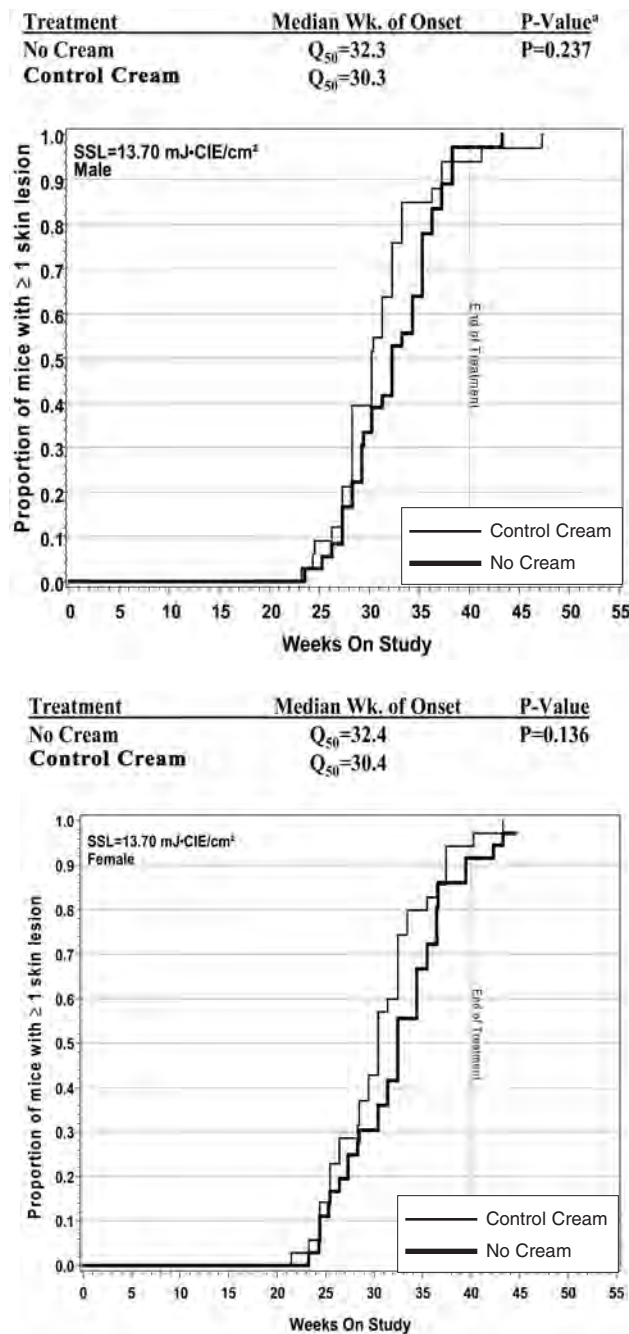 Treatment Median Wk. of Onset P-Valueᵃ
No Cream Q₅₀=32.3 P=0.237
Control Cream Q₅₀=30.3
1.0
0.9
0.8
0.7
0.6
0.5
0.4
0.3
0.2
0.1
0.0
Proportion of mice with ≥ 1 skin lesion
SSL=13.70 mJ•CIE/cm²
Male
End of Treatment
Control Cream
No Cream
0 5 10 15 20 25 30 35 40 45 50 55
Weeks On Study
Treatment Median Wk. of Onset P-Value
No Cream Q₅₀=32.4 P=0.136
Control Cream Q₅₀=30.4
1.0
0.9
0.8
0.7
0.6
0.5
0.4
0.3
0.2
0.1
0.0
Proportion of mice with ≥ 1 skin lesion
SSL=13.70 mJ•CIE/cm²
Female
End of Treatment
Control Cream
No Cream
0 5 10 15 20 25 30 35 40 45 50 55
Weeks On Study